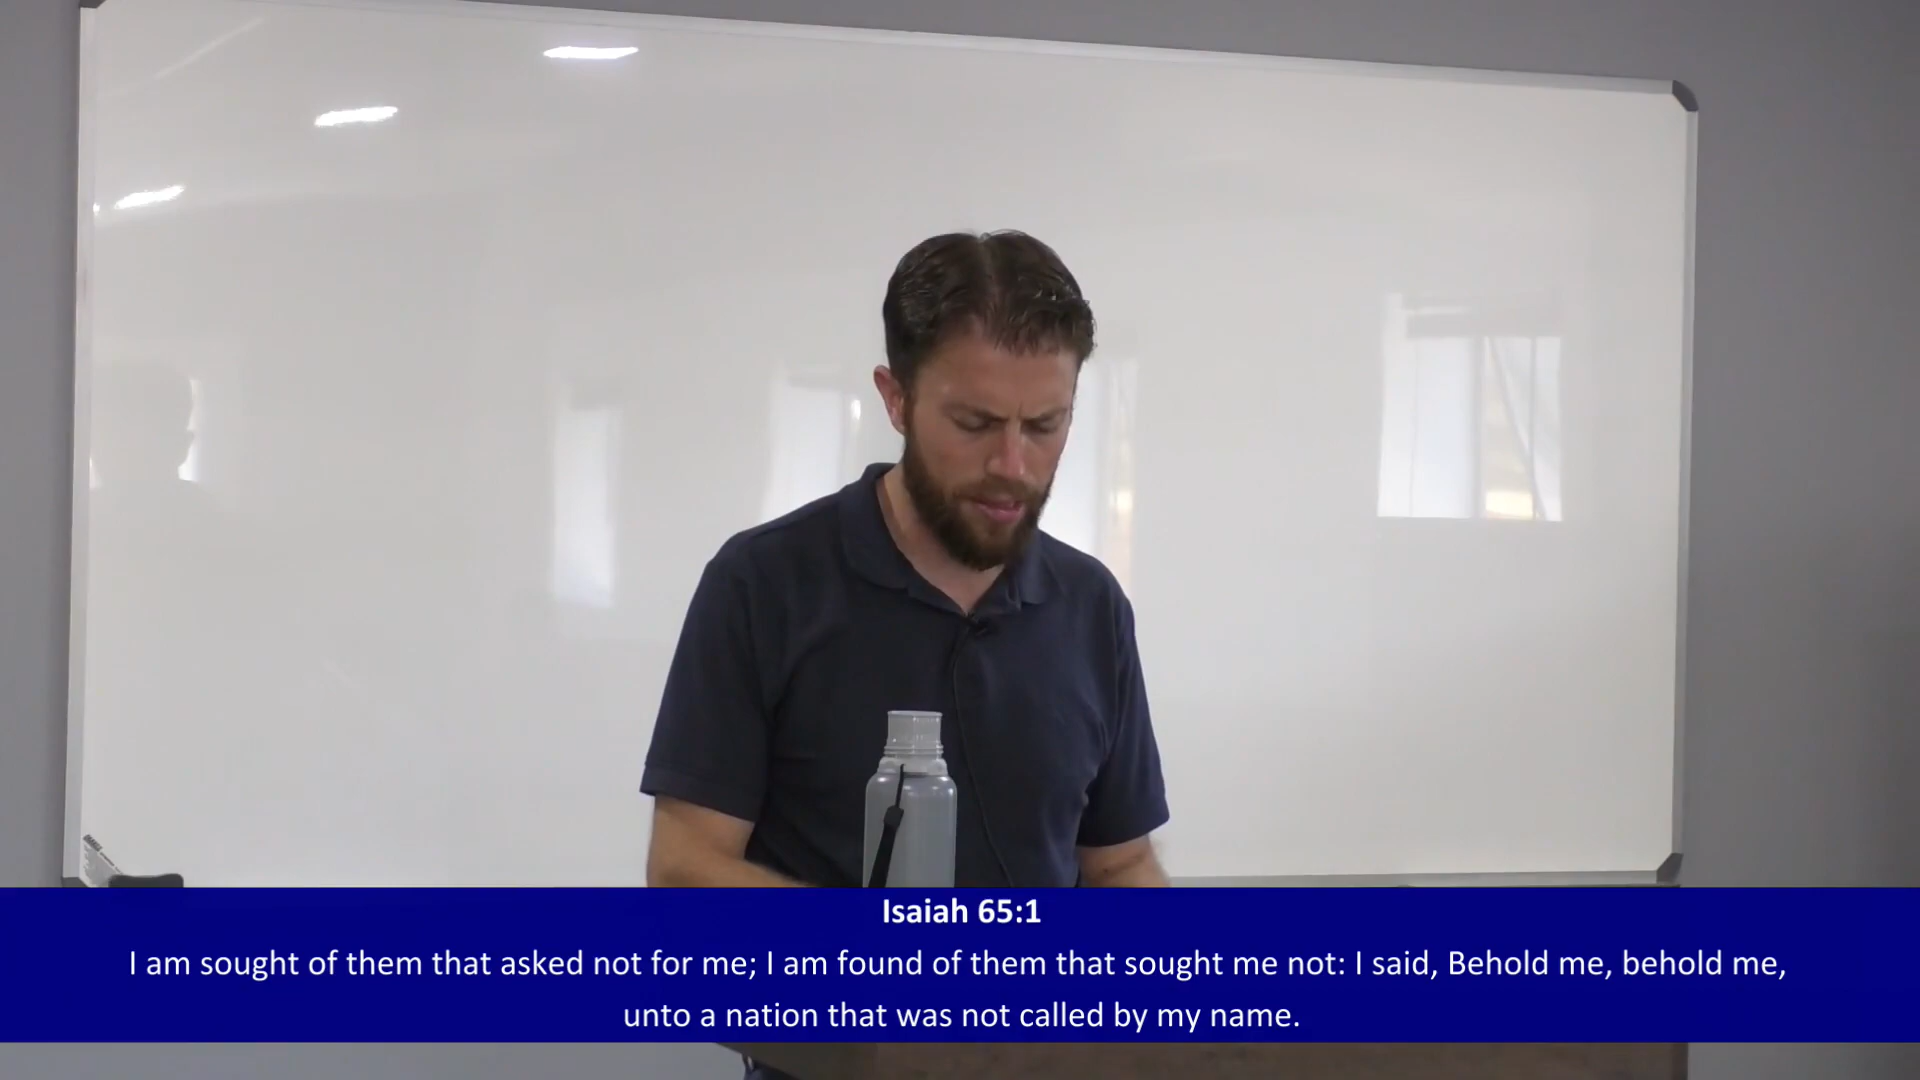 Isaiah 65:1
I am sought of them that asked not for me; I am found of them that sought me not: I said, Behold me, behold me,
unto a nation that was not called by my name.